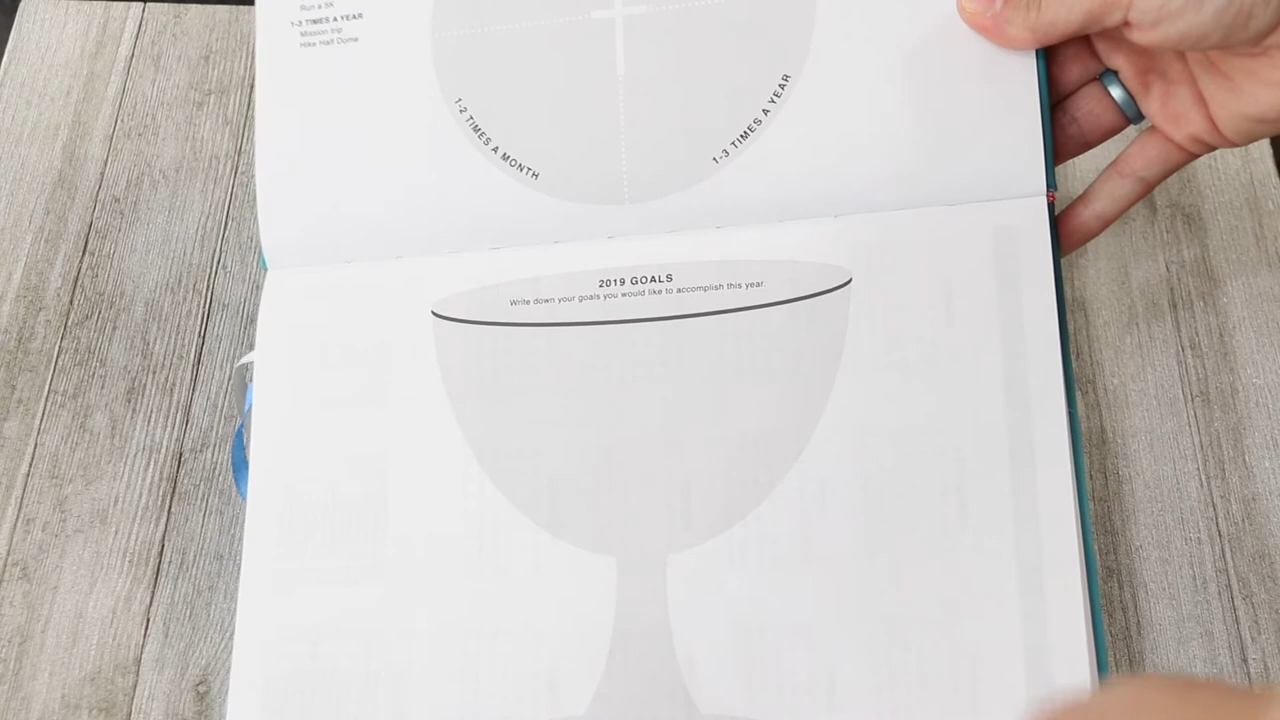 Run a 5K
1-3 TIMES A YEAR
Mission trip
Hike Half Dome
1-2 TIMES A MONTH
1-3 TIMES A YEAR
2019 GOALS
Write down your goals you would like to accomplish this year.